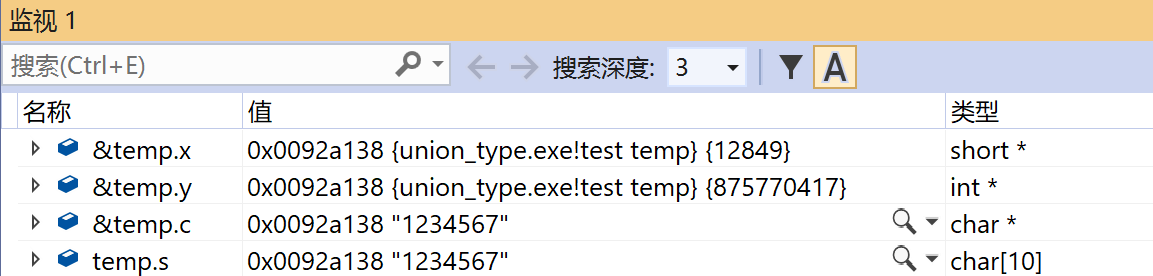 监视 1
搜索(Ctrl+E) 搜索深度: 3 A
名称 值 类型
&temp.x 0x0092a138 {union_type.exe!test temp} {12849} short *
&temp.y 0x0092a138 {union_type.exe!test temp} {875770417} int *
&temp.c 0x0092a138 "1234567" char *
temp.s 0x0092a138 "1234567" char[10]